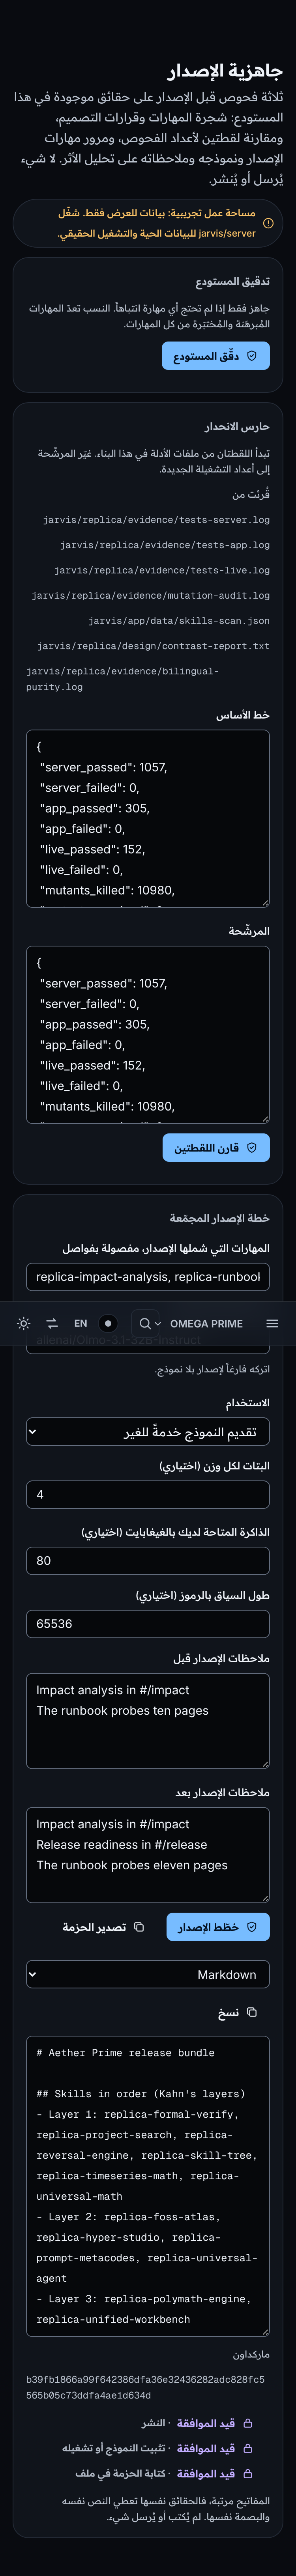 جاهزية الإصدار
ثلاثة فحوص قبل الإصدار على حقائق موجودة في هذا
المستودع: شجرة المهارات وقرارات التصميم،
ومقارنة لقطتين لأعداد الفحوص، ومرور مهارات
الإصدار ونموذجه وملاحظاته على تحليل الأثر. لا شيء
يُرسل أو يُنشر.
مساحة عمل تجريبية: بيانات للعرض فقط. شغّل
jarvis/server للبيانات الحية والتشغيل الحقيقي.
تدقيق المستودع
جاهز فقط إذا لم تحتج أي مهارة انتباهاً. النسب تعدّ المهارات
المُبرهَنة والمُختبَرة من كل المهارات.
دقّق المستودع
حارس الانحدار
تبدأ اللقطتان من ملفات الأدلة في هذا البناء. غيّر المرشّحة
إلى أعداد التشغيلة الجديدة.
قُرئت من
jarvis/replica/evidence/tests-server.log
jarvis/replica/evidence/tests-app.log
jarvis/replica/evidence/tests-live.log
jarvis/replica/evidence/mutation-audit.log
jarvis/app/data/skills-scan.json
jarvis/replica/design/contrast-report.txt
jarvis/replica/evidence/bilingual-
purity.log
خط الأساس
{
"server_passed": 1057,
"server_failed": 0,
"app_passed": 305,
"app_failed": 0,
"live_passed": 152,
"live_failed": 0,
"mutants_killed": 10980,
المرشّحة
{
"server_passed": 1057,
"server_failed": 0,
"app_passed": 305,
"app_failed": 0,
"live_passed": 152,
"live_failed": 0,
"mutants_killed": 10980,
قارن اللقطتين
خطة الإصدار المجمّعة
المهارات التي شملها الإصدار، مفصولة بفواصل
replica-impact-analysis, replica-runbool
OMEGA PRIME
EN
allenai/Olmo-3.1-32B-Instruct
اتركه فارغاً لإصدار بلا نموذج.
الاستخدام
تقديم النموذج خدمةً للغير
البتات لكل وزن (اختياري)
4
الذاكرة المتاحة لديك بالغيغابايت (اختياري)
80
طول السياق بالرموز (اختياري)
65536
ملاحظات الإصدار قبل
Impact analysis in #/impact
The runbook probes ten pages
ملاحظات الإصدار بعد
Impact analysis in #/impact
Release readiness in #/release
The runbook probes eleven pages
خطّط الإصدار
تصدير الحزمة
Markdown
نسخ
# Aether Prime release bundle
## Skills in order (Kahn's layers)
- Layer 1: replica-formal-verify,
replica-project-search, replica-
reversal-engine, replica-skill-tree,
replica-timeseries-math, replica-
universal-math
- Layer 2: replica-foss-atlas,
replica-hyper-studio, replica-
prompt-metacodes, replica-universal-
agent
- Layer 3: replica-polymath-engine,
replica-unified-workbench
ماركداون
b39fb1866a99f642386dfa36e32436282adc828fc5
565b05c73ddfa4ae1d634d
قيد الموافقة · النشر
قيد الموافقة · تثبيت النموذج أو تشغيله
قيد الموافقة · كتابة الحزمة في ملف
المفاتيح مرتبة، فالحقائق نفسها تعطي النص نفسه
والبصمة نفسها. لم يُكتب أو يُرسل شيء.